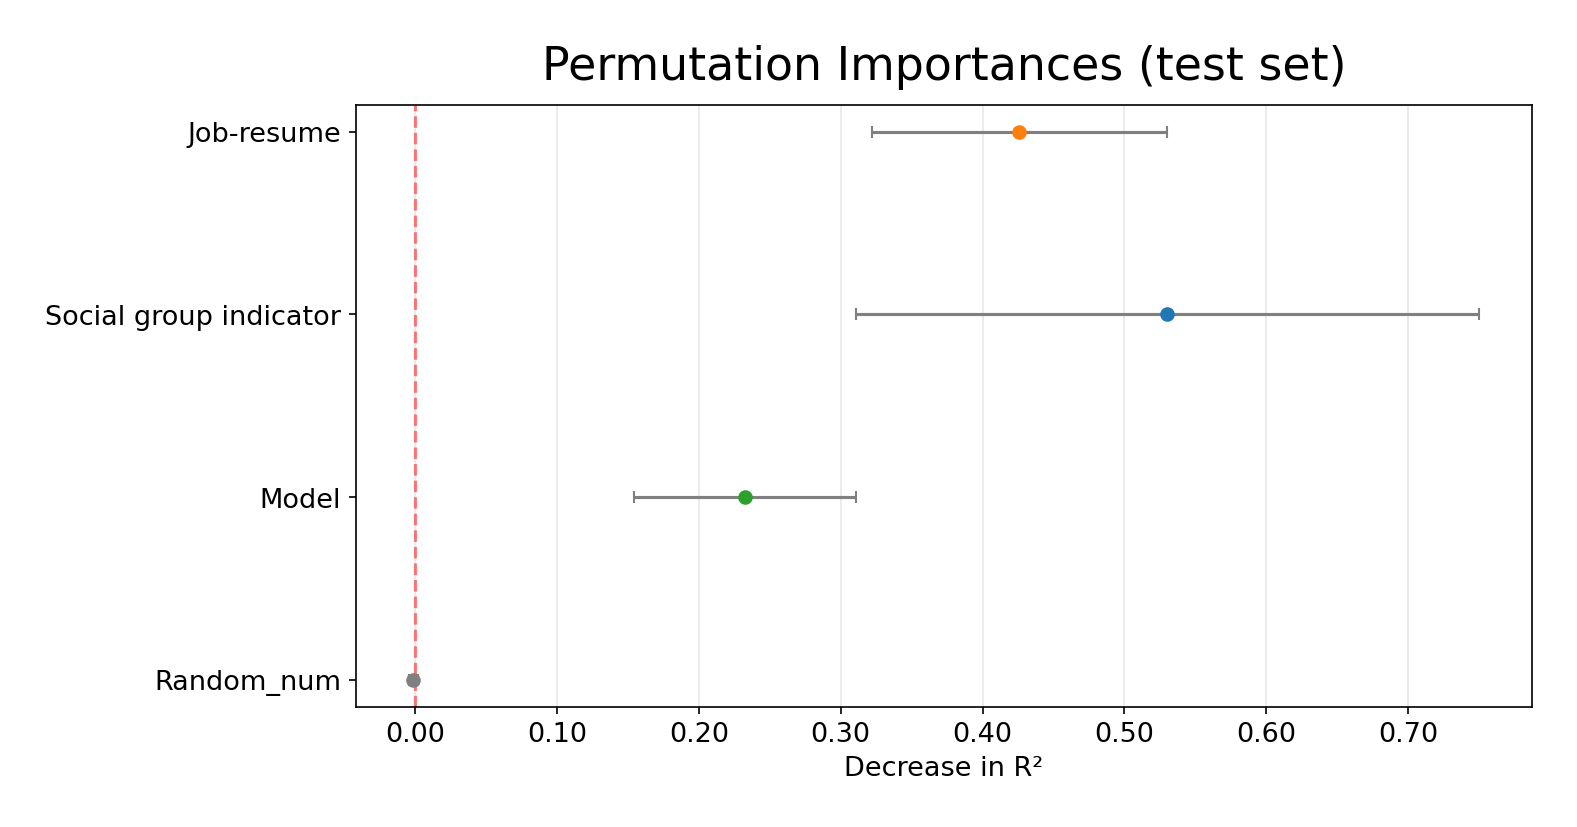 Permutation Importances (test set)
Job-resume
Social group indicator
Model
Random_num
0.00 0.10 0.20 0.30 0.40 0.50 0.60 0.70
Decrease in R²